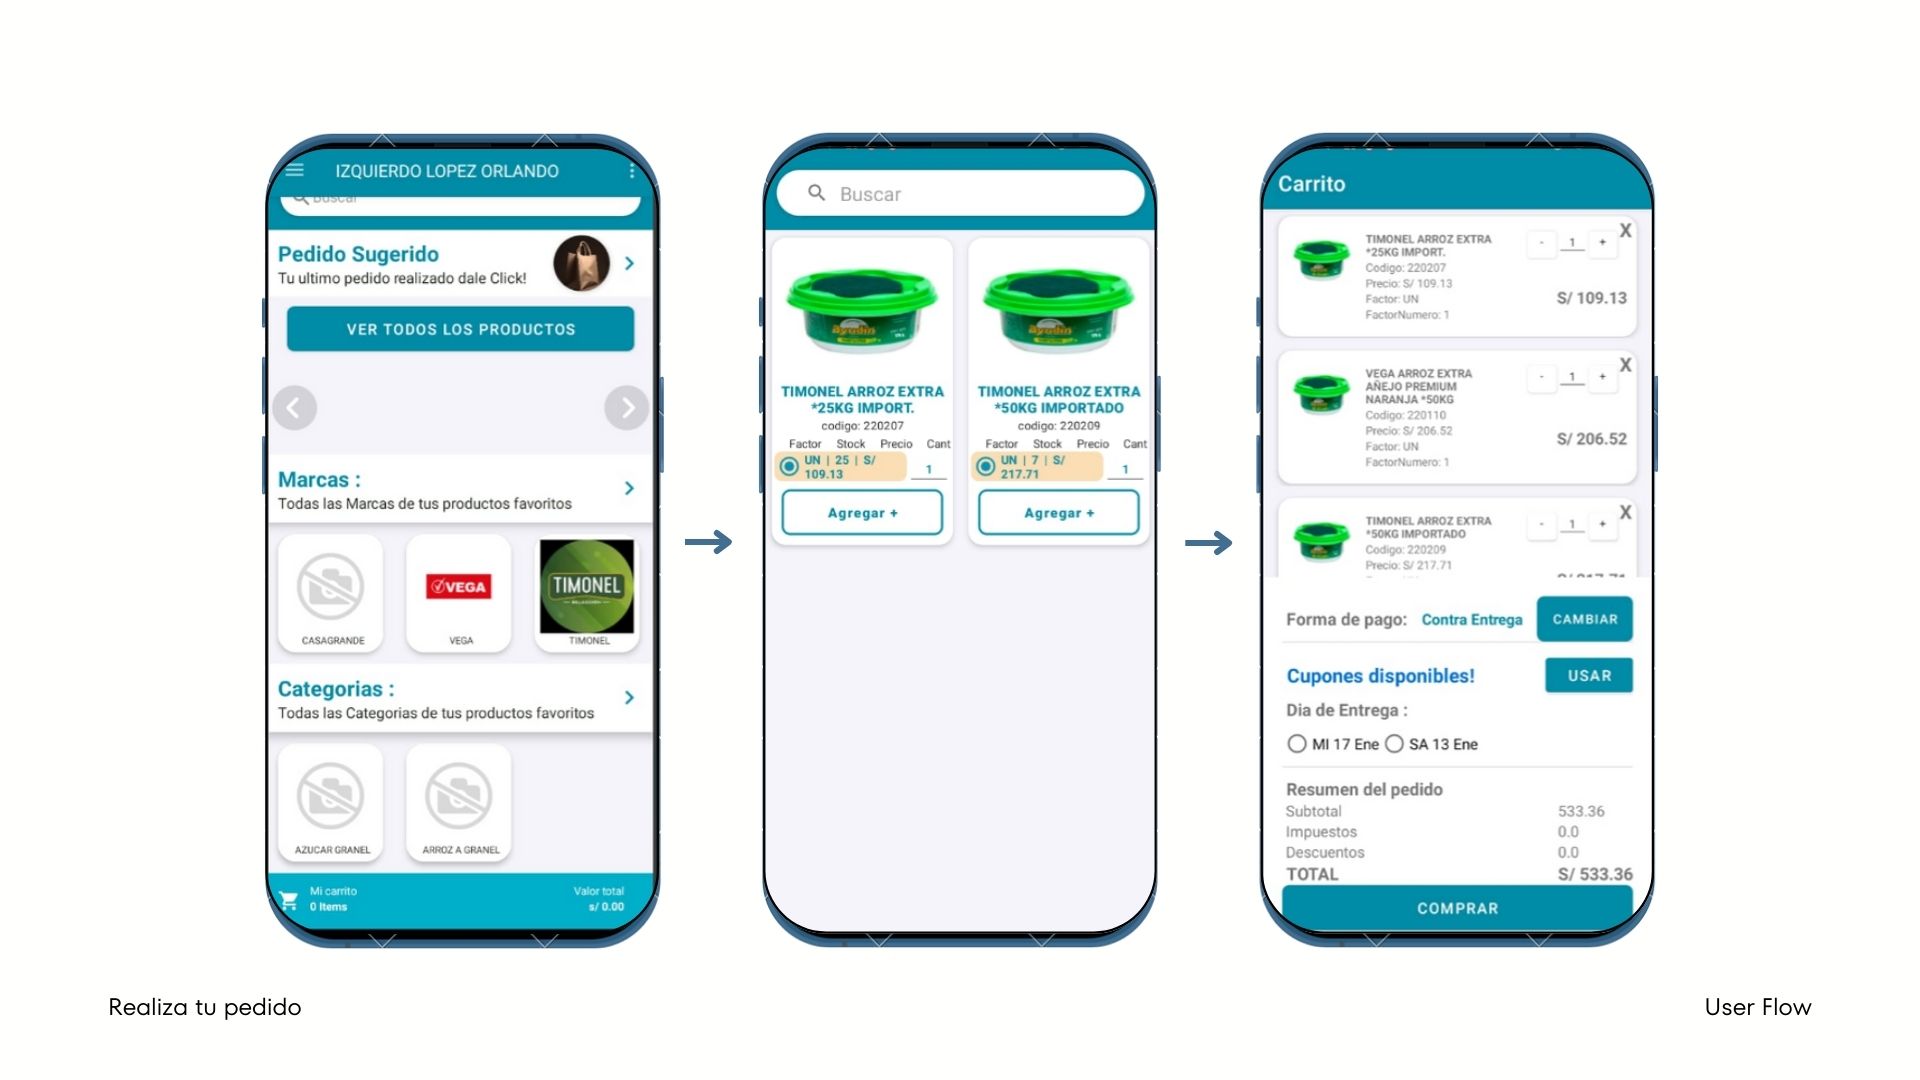 IZQUIERDO LOPEZ ORLANDO
Buscar
Pedido Sugerido
Tu ultimo pedido realizado dale Click!
VER TODOS LOS PRODUCTOS
Marcas :
Todas las Marcas de tus productos favoritos
VEGA
TIMONEL
CASAGRANDE
VEGA
TIMONEL
Categorias :
Todas las Categorias de tus productos favoritos
AZUCAR GRANEL
ARROZ A GRANEL
Mi carrito
0 Items
Valor total
s/ 0.00
Buscar
ayudín
TIMONEL ARROZ EXTRA
*25KG IMPORT.
codigo: 220207
Factor Stock Precio Cant
UN | 25 | S/
109.13
1
Agregar +
ayudín
TIMONEL ARROZ EXTRA
*50KG IMPORTADO
codigo: 220209
Factor Stock Precio Cant
UN | 7 | S/
217.71
1
Agregar +
Carrito
TIMONEL ARROZ EXTRA
*25KG IMPORT.
Codigo: 220207
Precio: S/ 109.13
Factor: UN
FactorNumero: 1
- 1 +
X
S/ 109.13
VEGA ARROZ EXTRA
AÑEJO PREMIUM
NARANJA *50KG
Codigo: 220110
Precio: S/ 206.52
Factor: UN
FactorNumero: 1
- 1 +
X
S/ 206.52
TIMONEL ARROZ EXTRA
*50KG IMPORTADO
Codigo: 220209
Precio: S/ 217.71
- 1 +
X
Forma de pago: Contra Entrega CAMBIAR
Cupones disponibles! USAR
Dia de Entrega :
MI 17 Ene SA 13 Ene
Resumen del pedido
Subtotal 533.36
Impuestos 0.0
Descuentos 0.0
TOTAL S/ 533.36
COMPRAR
Realiza tu pedido
User Flow